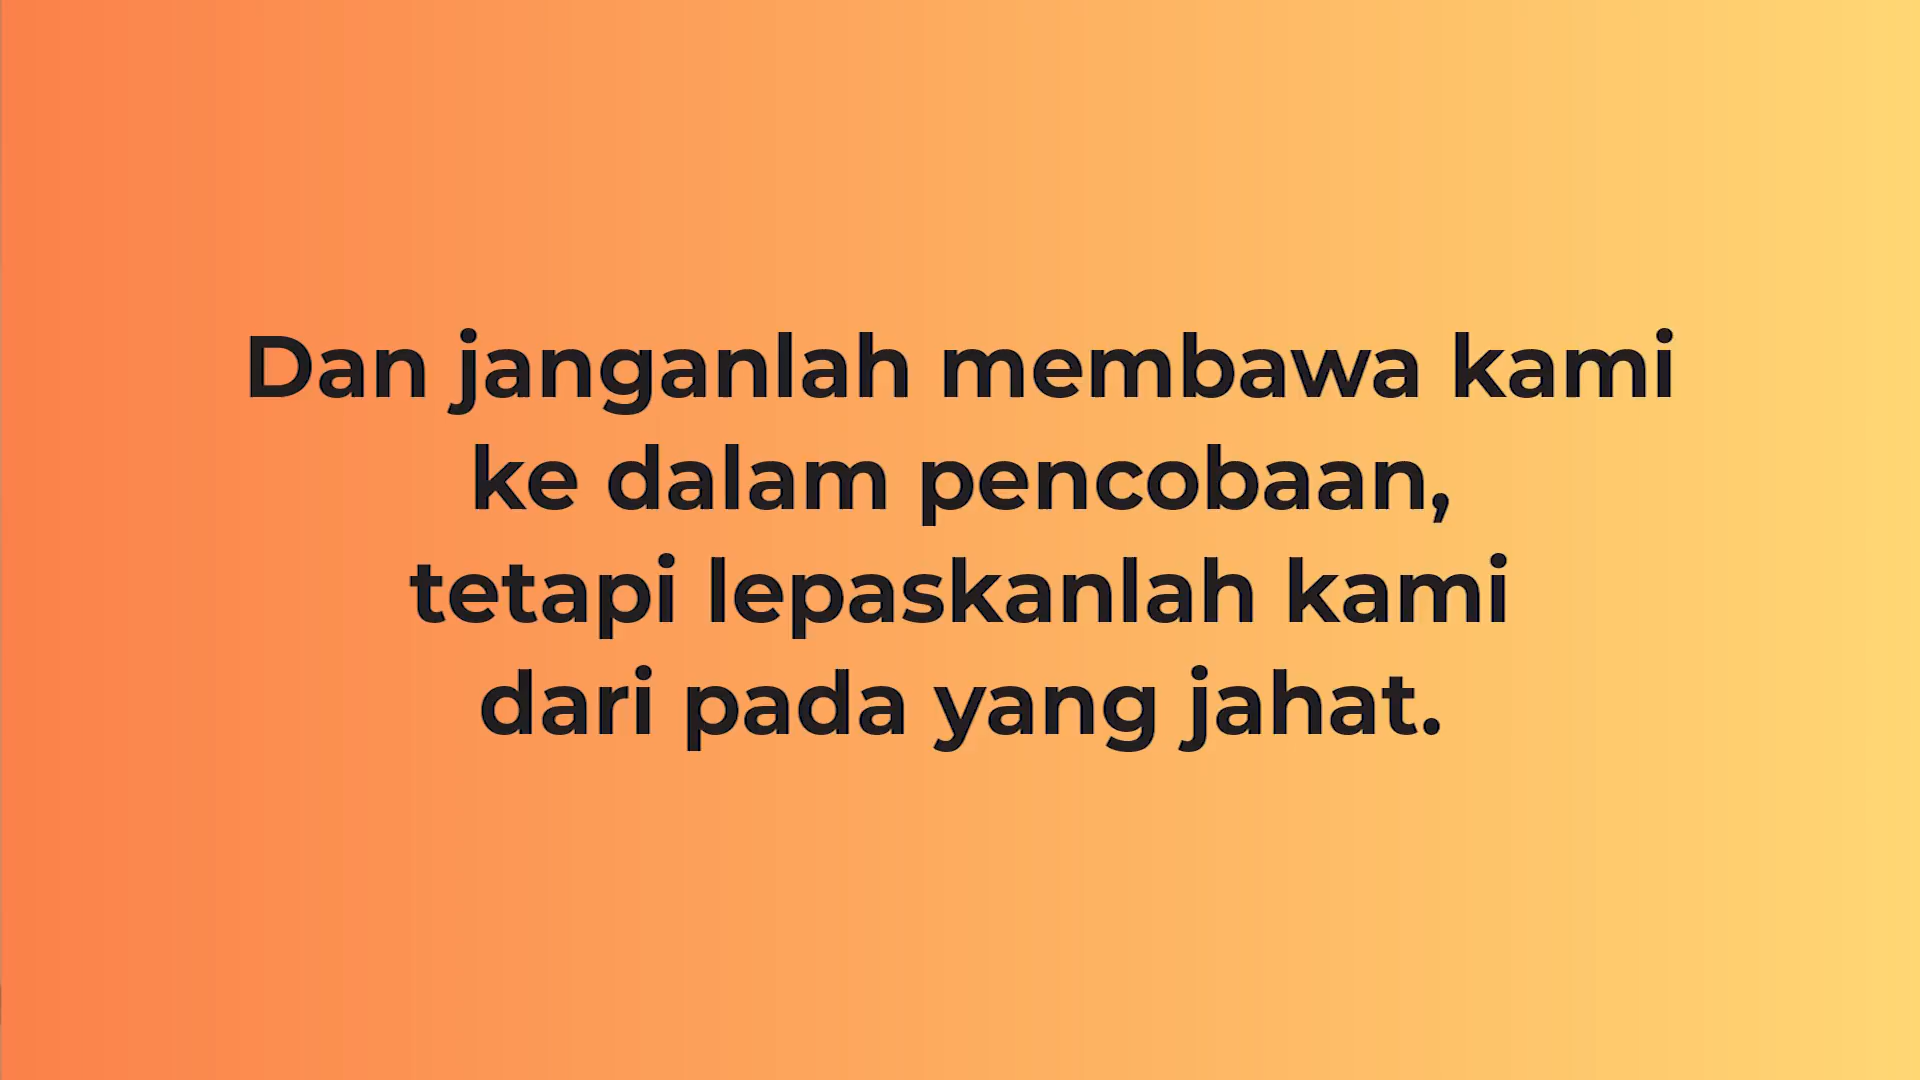 Dan janganlah membawa kami
ke dalam pencobaan,
tetapi lepaskanlah kami
dari pada yang jahat.